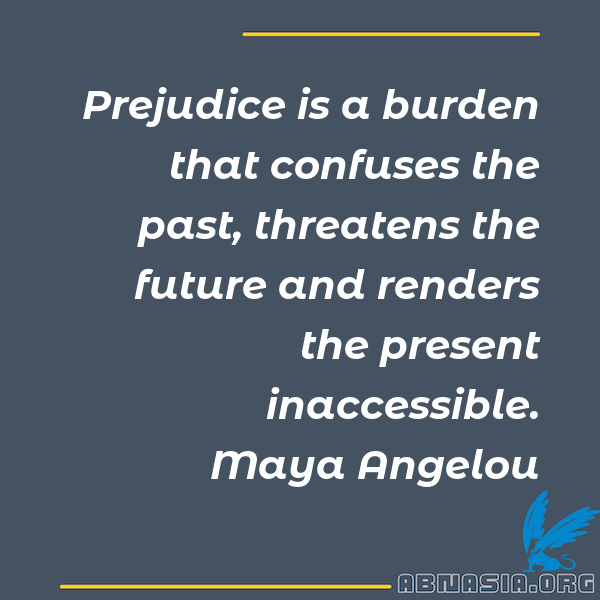 Prejudice is a burden
that confuses the
past, threatens the
future and renders
the present
inaccessible.
Maya Angelou
ABNASIA.ORG